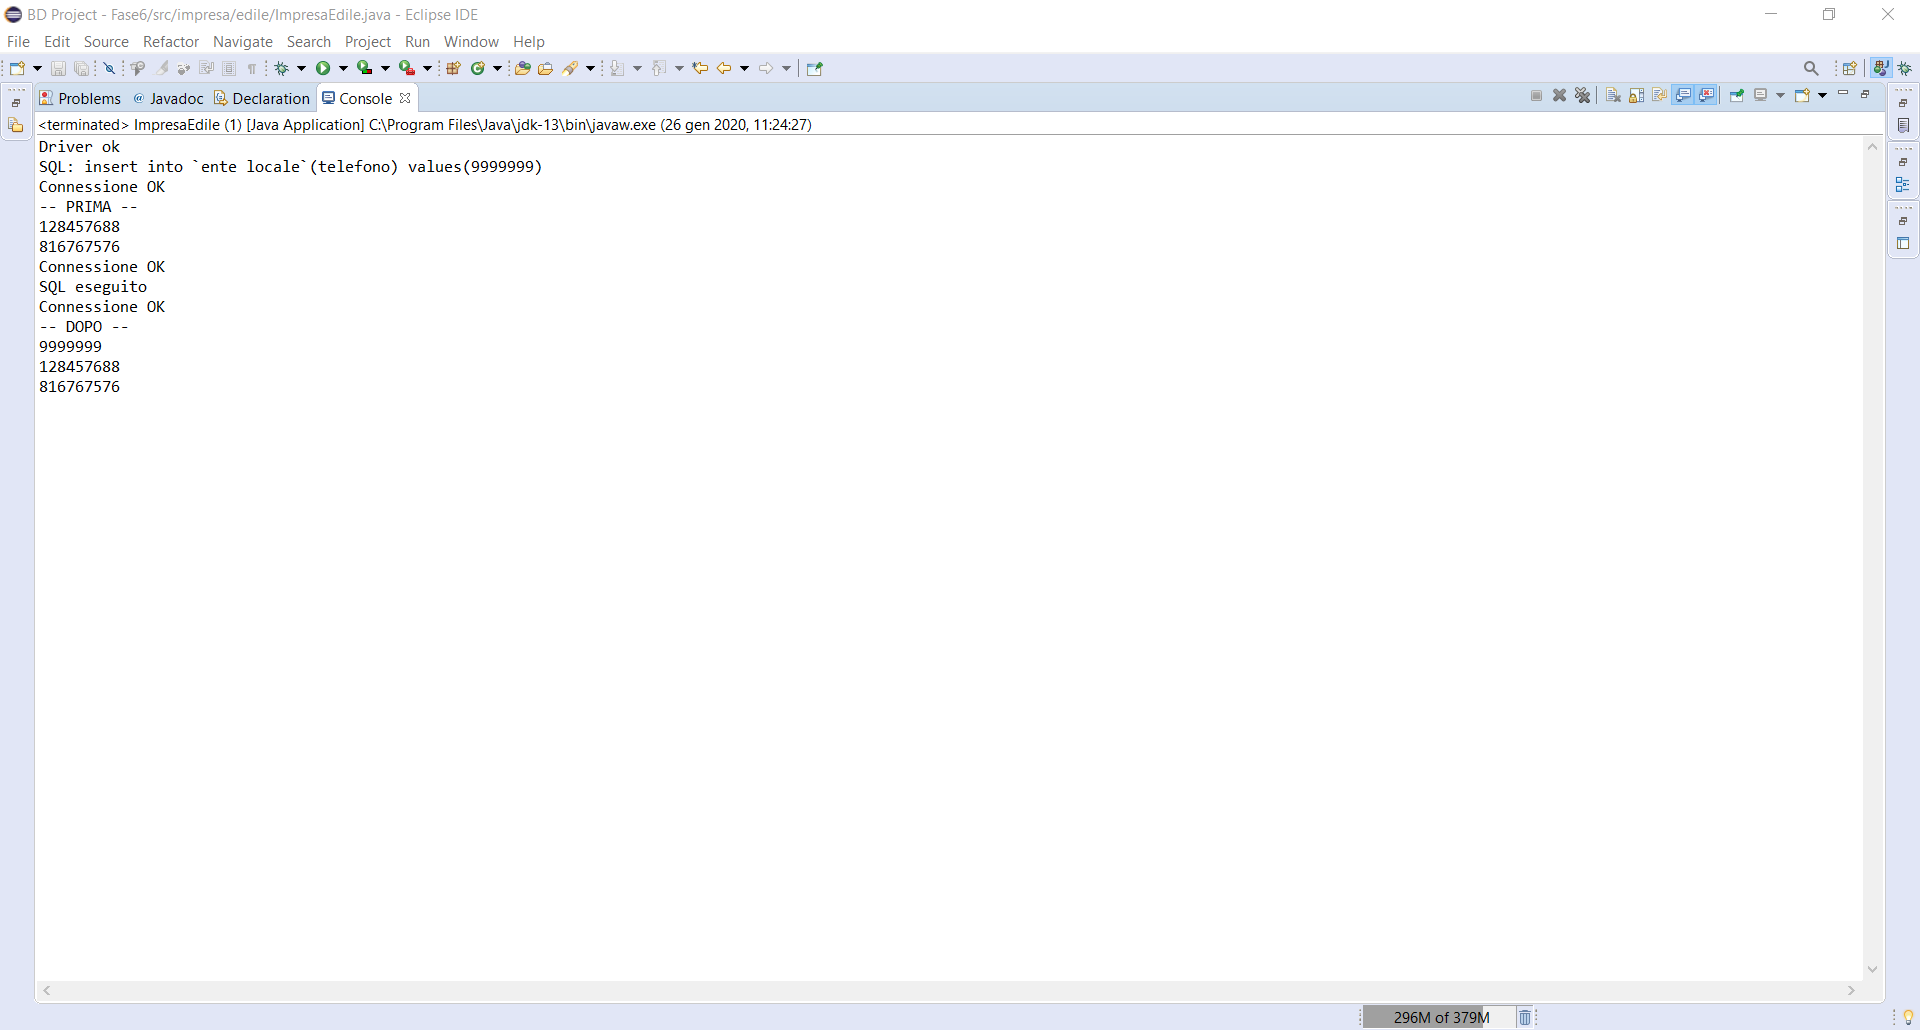 BD Project - Fase6/src/impresa/edile/ImpresaEdile.java - Eclipse IDE
File Edit Source Refactor Navigate Search Project Run Window Help
Problems @ Javadoc Declaration Console
<terminated> ImpresaEdile (1) [Java Application] C:\Program Files\Java\jdk-13\bin\javaw.exe (26 gen 2020, 11:24:27)
Driver ok
SQL: insert into `ente locale`(telefono) values(9999999)
Connessione OK
-- PRIMA --
128457688
816767576
Connessione OK
SQL eseguito
Connessione OK
-- DOPO --
9999999
128457688
816767576
296M of 379M